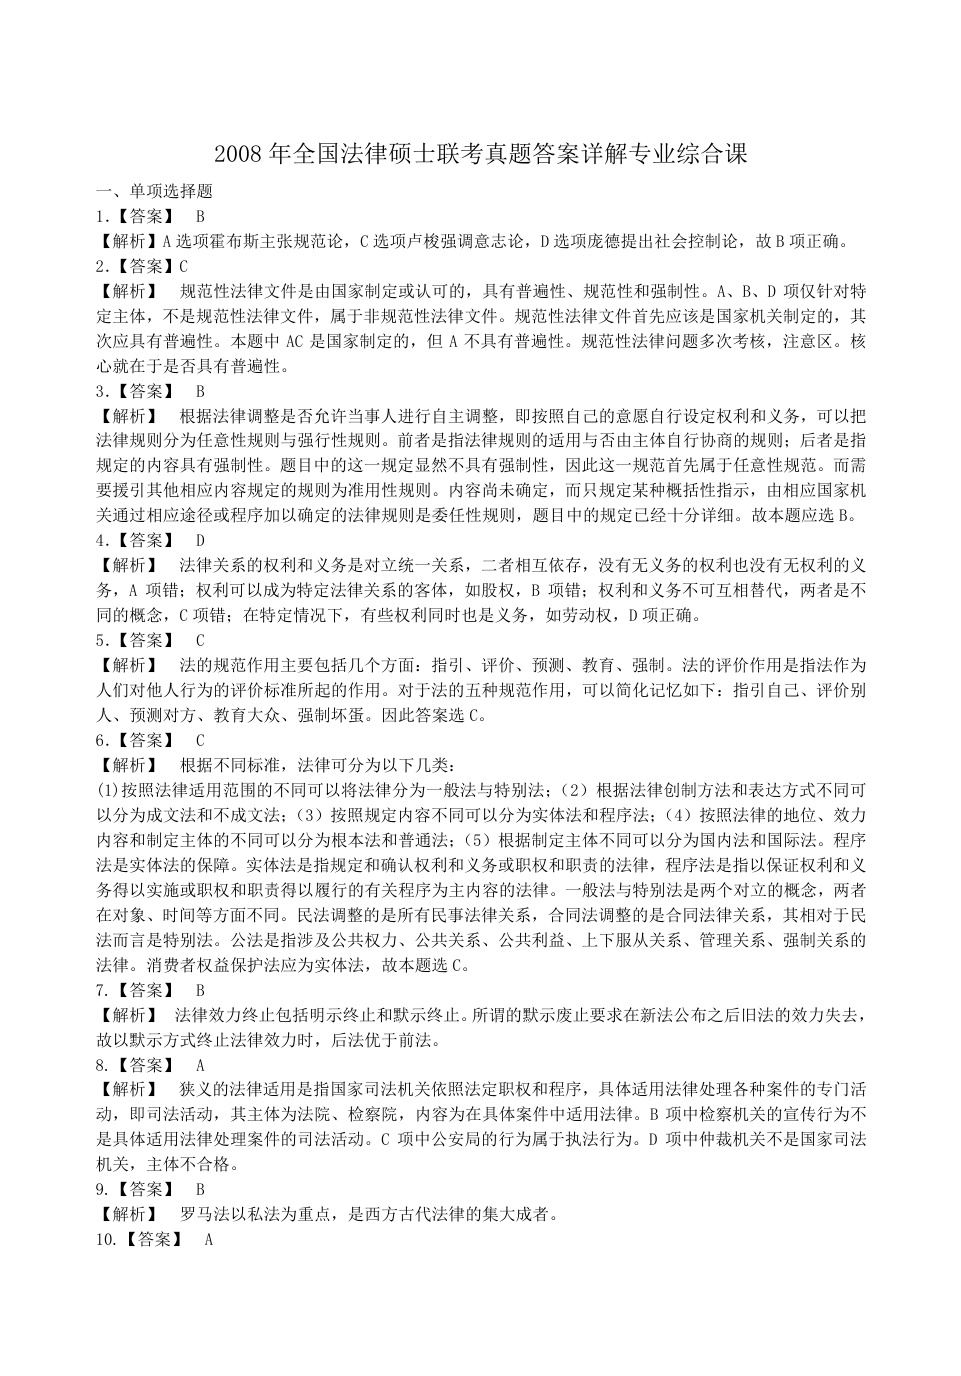 2008 年全国法律硕士联考真题答案详解专业综合课
一、单项选择题
1.【答案】 B
【解析】A 选项霍布斯主张规范论，C 选项卢梭强调意志论，D 选项庞德提出社会控制论，故 B 项正确。
2.【答案】C
【解析】 规范性法律文件是由国家制定或认可的，具有普遍性、规范性和强制性。A、B、D 项仅针对特
定主体，不是规范性法律文件，属于非规范性法律文件。规范性法律文件首先应该是国家机关制定的，其
次应具有普遍性。本题中 AC 是国家制定的，但 A 不具有普遍性。规范性法律问题多次考核，注意区。核
心就在于是否具有普遍性。
3.【答案】 B
【解析】 根据法律调整是否允许当事人进行自主调整，即按照自己的意愿自行设定权利和义务，可以把
法律规则分为任意性规则与强行性规则。前者是指法律规则的适用与否由主体自行协商的规则；后者是指
规定的内容具有强制性。题目中的这一规定显然不具有强制性，因此这一规范首先属于任意性规范。而需
要援引其他相应内容规定的规则为准用性规则。内容尚未确定，而只规定某种概括性指示，由相应国家机
关通过相应途径或程序加以确定的法律规则是委任性规则，题目中的规定已经十分详细。故本题应选 B。
4.【答案】 D
【解析】 法律关系的权利和义务是对立统一关系，二者相互依存，没有无义务的权利也没有无权利的义
务，A 项错；权利可以成为特定法律关系的客体，如股权，B 项错；权利和义务不可互相替代，两者是不
同的概念，C 项错；在特定情况下，有些权利同时也是义务，如劳动权，D 项正确。
5.【答案】 C
【解析】 法的规范作用主要包括几个方面：指引、评价、预测、教育、强制。法的评价作用是指法作为
人们对他人行为的评价标准所起的作用。对于法的五种规范作用，可以简化记忆如下：指引自己、评价别
人、预测对方、教育大众、强制坏蛋。因此答案选 C。
6.【答案】 C
【解析】 根据不同标准，法律可分为以下几类：
(1)按照法律适用范围的不同可以将法律分为一般法与特别法；（2）根据法律创制方法和表达方式不同可
以分为成文法和不成文法；（3）按照规定内容不同可以分为实体法和程序法；（4）按照法律的地位、效力
内容和制定主体的不同可以分为根本法和普通法；（5）根据制定主体不同可以分为国内法和国际法。程序
法是实体法的保障。实体法是指规定和确认权利和义务或职权和职责的法律，程序法是指以保证权利和义
务得以实施或职权和职责得以履行的有关程序为主内容的法律。一般法与特别法是两个对立的概念，两者
在对象、时间等方面不同。民法调整的是所有民事法律关系，合同法调整的是合同法律关系，其相对于民
法而言是特别法。公法是指涉及公共权力、公共关系、公共利益、上下服从关系、管理关系、强制关系的
法律。消费者权益保护法应为实体法，故本题选 C。
7.【答案】 B
【解析】 法律效力终止包括明示终止和默示终止。所谓的默示废止要求在新法公布之后旧法的效力失去，
故以默示方式终止法律效力时，后法优于前法。
8.【答案】 A
【解析】 狭义的法律适用是指国家司法机关依照法定职权和程序，具体适用法律处理各种案件的专门活
动，即司法活动，其主体为法院、检察院，内容为在具体案件中适用法律。B 项中检察机关的宣传行为不
是具体适用法律处理案件的司法活动。C 项中公安局的行为属于执法行为。D 项中仲裁机关不是国家司法
机关，主体不合格。
9.【答案】 B
【解析】 罗马法以私法为重点，是西方古代法律的集大成者。
10.【答案】 A